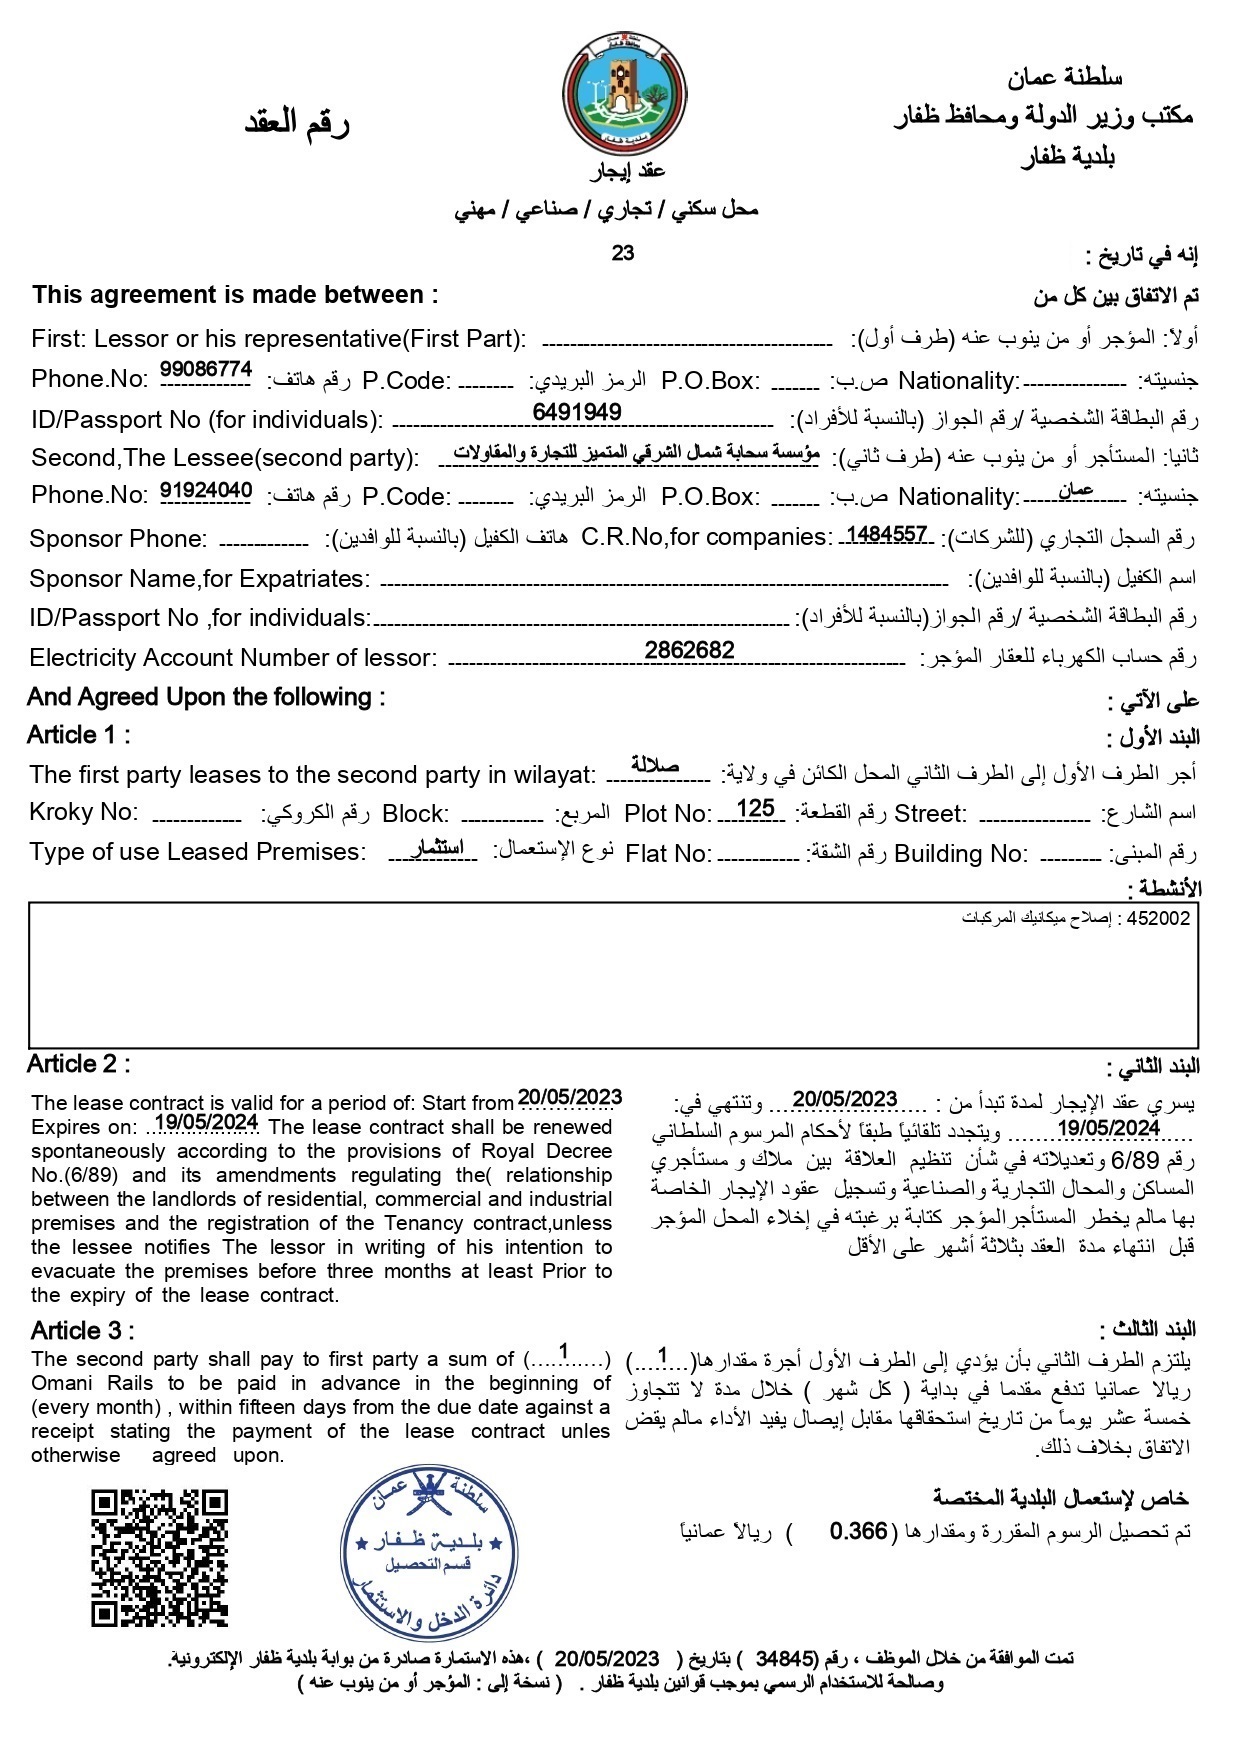 سلطنة عمان
مكتب وزير الدولة ومحافظ ظفار
بلدية ظفار
رقم العقد
سلطنة عمان
محافظة ظفار
بلدية ظفار
عقد إيجار
محل سكني / تجاري / صناعي / مهني
إنه في تاريخ : 23
This agreement is made between : تم الاتفاق بين كل من
First: Lessor or his representative(First Part): أولاً: المؤجر أو من ينوب عنه (طرف أول):
Phone.No: 99086774 رقم هاتف: P.Code: الرمز البريدي: P.O.Box: ص.ب: Nationality: جنسيته:
ID/Passport No (for individuals): 6491949 رقم البطاقة الشخصية /رقم الجواز (بالنسبة للأفراد):
Second,The Lessee(second party): مؤسسة سحابة شمال الشرقي المتميز للتجارة والمقاولات ثانيا: المستأجر أو من ينوب عنه (طرف ثاني):
Phone.No: 91924040 رقم هاتف: P.Code: الرمز البريدي: P.O.Box: ص.ب: Nationality: عمان جنسيته:
Sponsor Phone: هاتف الكفيل (بالنسبة للوافدين): C.R.No,for companies: 1484557 رقم السجل التجاري (للشركات):
Sponsor Name,for Expatriates: اسم الكفيل (بالنسبة للوافدين):
ID/Passport No ,for individuals: رقم البطاقة الشخصية /رقم الجواز(بالنسبة للأفراد):
Electricity Account Number of lessor: 2862682 رقم حساب الكهرباء للعقار المؤجر:
And Agreed Upon the following : على الآتي :
Article 1 : البند الأول :
The first party leases to the second party in wilayat: صلالة أجر الطرف الأول إلى الطرف الثاني المحل الكائن في ولاية:
Kroky No: رقم الكروكي: Block: المربع: Plot No: 125 رقم القطعة: Street: اسم الشارع:
Type of use Leased Premises: استثمار نوع الإستعمال: Flat No: رقم الشقة: Building No: رقم المبنى:
الأنشطة :
452002 : إصلاح ميكانيك المركبات
Article 2 :
The lease contract is valid for a period of: Start from 20/05/2023
Expires on: 19/05/2024 The lease contract shall be renewed
spontaneously according to the provisions of Royal Decree
No.(6/89) and its amendments regulating the( relationship
between the landlords of residential, commercial and industrial
premises and the registration of the Tenancy contract,unless
the lessee notifies The lessor in writing of his intention to
evacuate the premises before three months at least Prior to
the expiry of the lease contract.
البند الثاني :
يسري عقد الإيجار لمدة تبدأ من : 20/05/2023 وتنتهي في:
19/05/2024 ويتجدد تلقائياً طبقاً لأحكام المرسوم السلطاني
رقم 6/89 وتعديلاته في شأن تنظيم العلاقة بين ملاك و مستأجري
المساكن والمحال التجارية والصناعية وتسجيل عقود الإيجار الخاصة
بها مالم يخطر المستأجرالمؤجر كتابة برغبته في إخلاء المحل المؤجر
قبل انتهاء مدة العقد بثلاثة أشهر على الأقل
Article 3 :
The second party shall pay to first party a sum of (.....1.....)
Omani Rails to be paid in advance in the beginning of
(every month) , within fifteen days from the due date against a
receipt stating the payment of the lease contract unles
otherwise agreed upon.
البند الثالث :
يلتزم الطرف الثاني بأن يؤدي إلى الطرف الأول أجرة مقدارها(....1....)
ريالا عمانيا تدفع مقدما في بداية ( كل شهر ) خلال مدة لا تتجاوز
خمسة عشر يوماً من تاريخ استحقاقها مقابل إيصال يفيد الأداء مالم يقض
الاتفاق بخلاف ذلك.
خاص لإستعمال البلدية المختصة
تم تحصيل الرسوم المقررة ومقدارها ( 0.366 ) ريالاً عمانياً
سلطنة عمان
بلدية ظفار
قسم التحصيل
دائرة الدخل والاستثمار
تمت الموافقة من خلال الموظف ، رقم (34845 ) بتاريخ ( 20/05/2023 ) ،هذه الاستمارة صادرة من بوابة بلدية ظفار الإلكترونية.
وصالحة للاستخدام الرسمي بموجب قوانين بلدية ظفار . ( نسخة إلى : المؤجر أو من ينوب عنه )